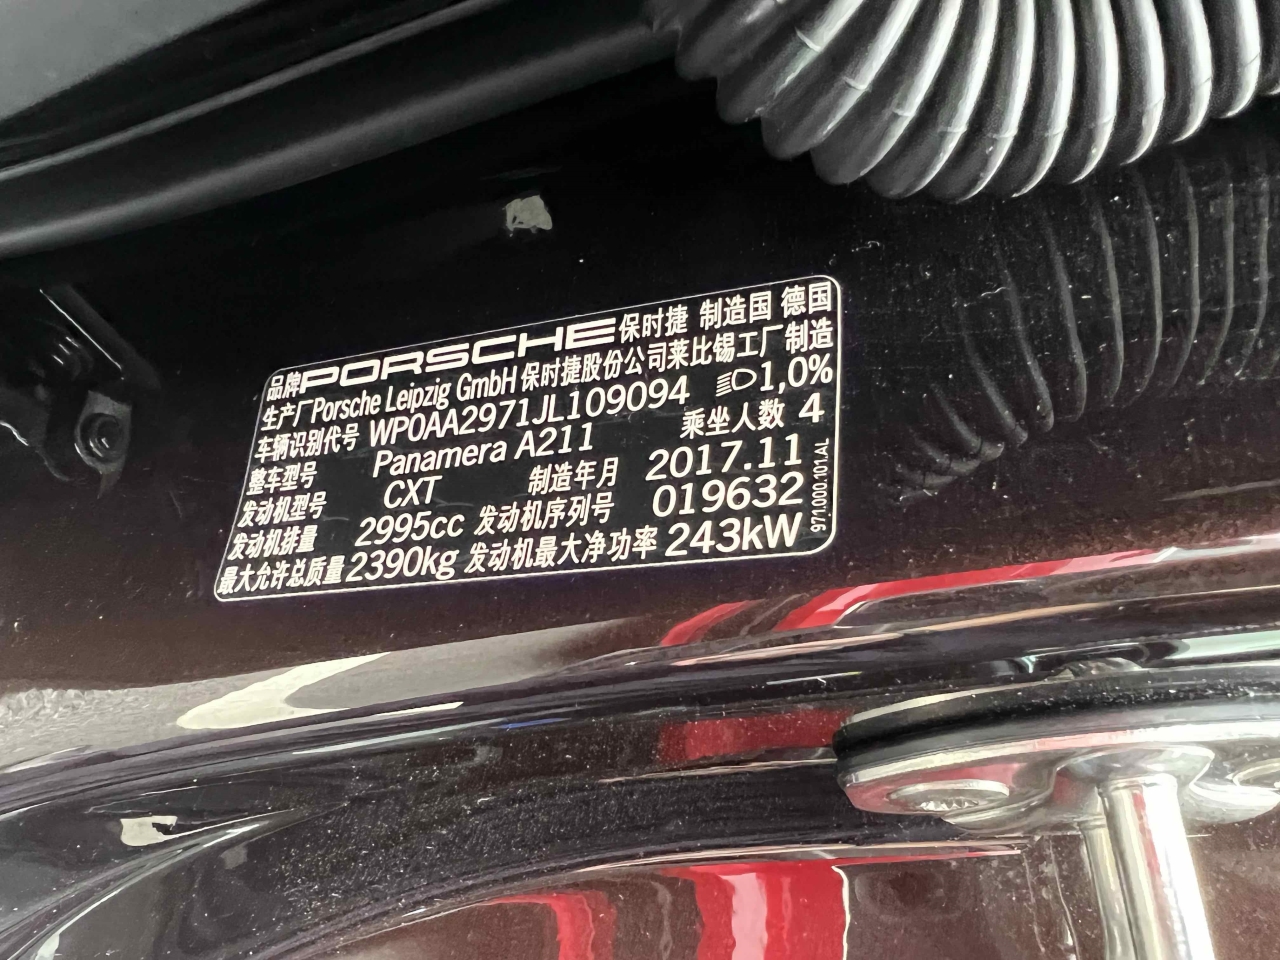 品牌PORSCHE保时捷 制造国 德国
生产厂Porsche Leipzig GmbH保时捷股份公司莱比锡工厂制造
车辆识别代号 WP0AA2971JL109094 1,0%
整车型号 Panamera A211 乘坐人数 4
发动机型号 CXT 制造年月 2017.11
发动机排量 2995cc 发动机序列号 019632
最大允许总质量 2390kg 发动机最大净功率 243kW
971.000.101.AL